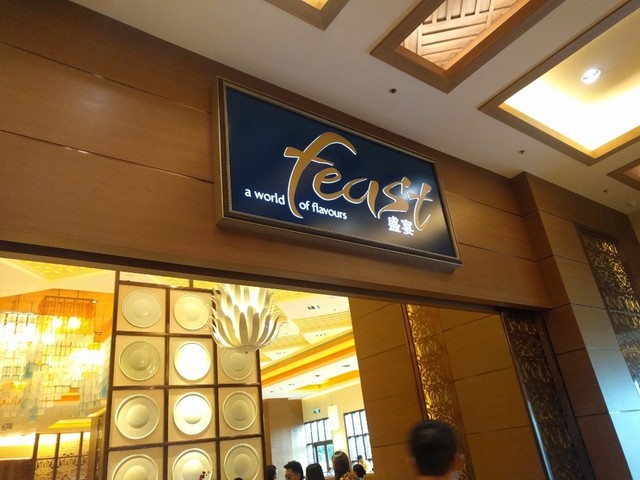 feast
a world
of flavours
盛宴